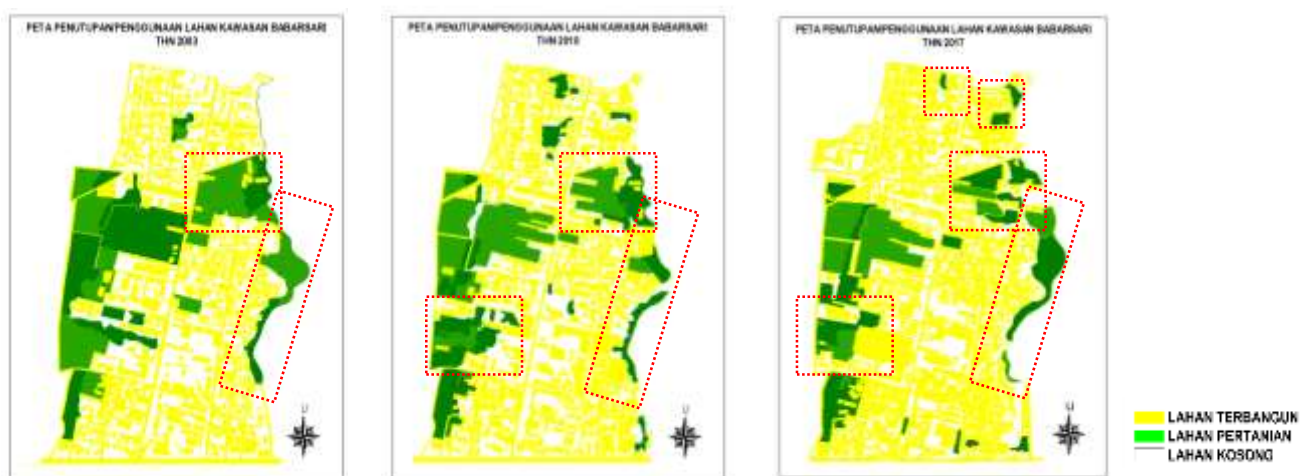 PETA PENUTUPAN/PENGGUNAAN LAHAN KAWASAN BABARSARI
THN 2003
PETA PENUTUPAN/PENGGUNAAN LAHAN KAWASAN BABARSARI
THN 2010
PETA PENUTUPAN/PENGGUNAAN LAHAN KAWASAN BABARSARI
THN 2017
U
U
U
LAHAN TERBANGUN
LAHAN PERTANIAN
LAHAN KOSONG